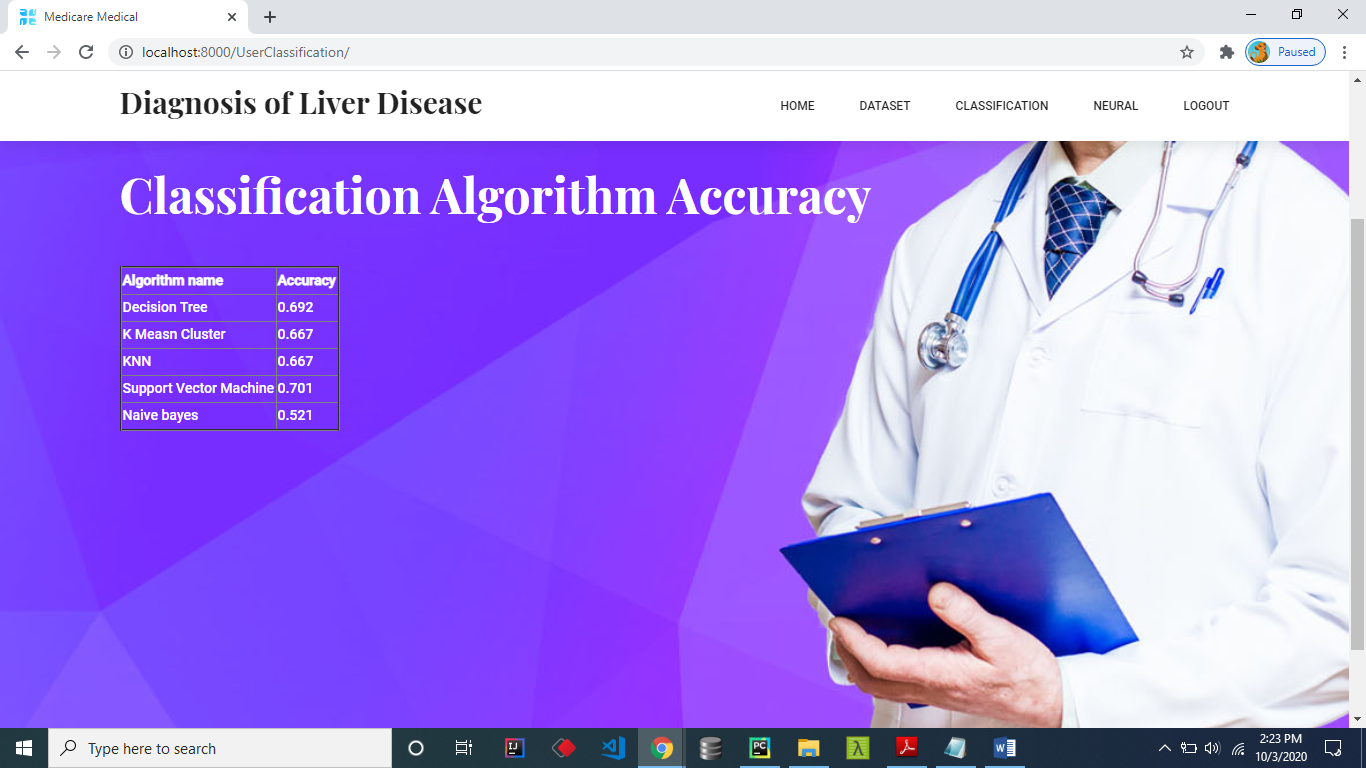 Medicare Medical
localhost:8000/UserClassification/
Paused
Diagnosis of Liver Disease
HOME DATASET CLASSIFICATION NEURAL LOGOUT
Classification Algorithm Accuracy
Algorithm name Accuracy
Decision Tree 0.692
K Measn Cluster 0.667
KNN 0.667
Support Vector Machine 0.701
Naive bayes 0.521
Type here to search
IJ
PC
2:23 PM
10/3/2020